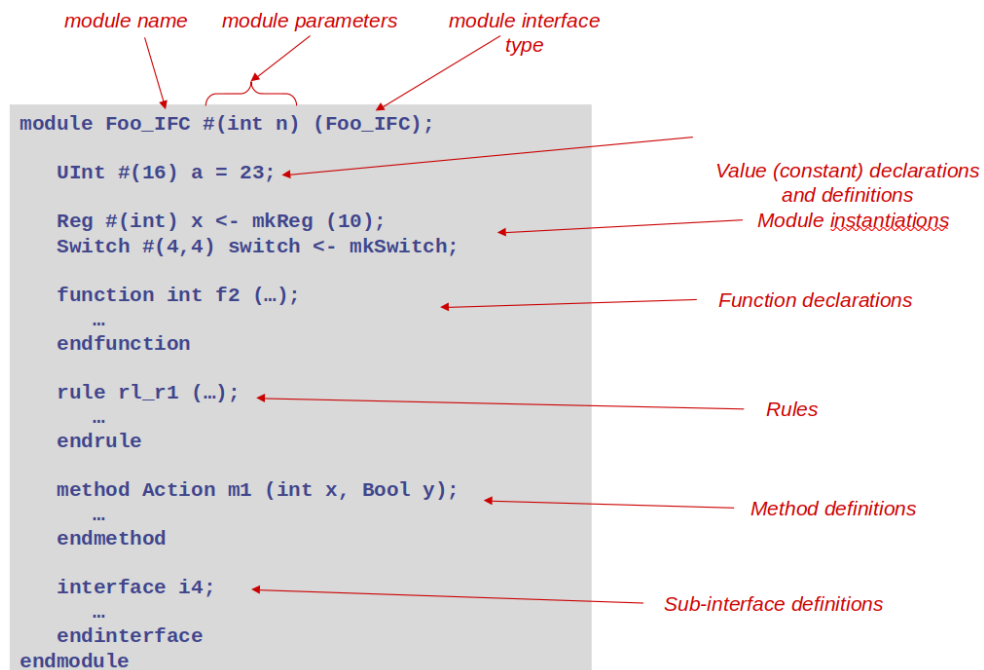 module name
module parameters
module interface
type
module Foo_IFC #(int n) (Foo_IFC);
UInt #(16) a = 23;
Value (constant) declarations
and definitions
Reg #(int) x <- mkReg (10);
Module instantiations
Switch #(4,4) switch <- mkSwitch;
function int f2 (…);
Function declarations
…
endfunction
rule rl_r1 (…);
Rules
…
endrule
method Action m1 (int x, Bool y);
Method definitions
…
endmethod
interface i4;
Sub-interface definitions
…
endinterface
endmodule